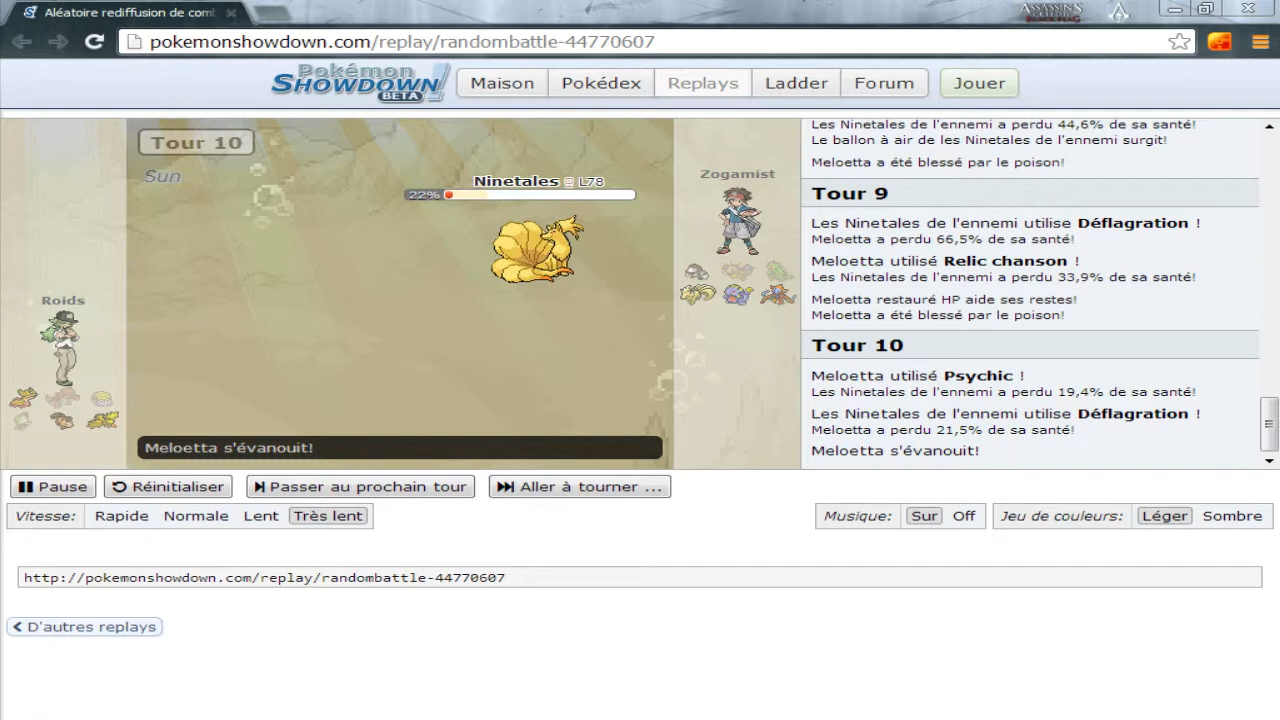 Aléatoire rediffusion de comb
ASSASSIN'S CREED BLACK FLAG
pokemonshowdown.com/replay/randombattle-44770607
Pokémon SHOWDOWN! BETA
Maison Pokédex Replays Ladder Forum Jouer
Tour 10
Sun
Ninetales L78
22%
Zogamist
Roids
Meloetta s'évanouit!
Les Ninetales de l'ennemi a perdu 44,6% de sa santé!
Le ballon à air de les Ninetales de l'ennemi surgit!
Meloetta a été blessé par le poison!
Tour 9
Les Ninetales de l'ennemi utilise Déflagration !
Meloetta a perdu 66,5% de sa santé!
Meloetta utilisé Relic chanson !
Les Ninetales de l'ennemi a perdu 33,9% de sa santé!
Meloetta restauré HP aide ses restes!
Meloetta a été blessé par le poison!
Tour 10
Meloetta utilisé Psychic !
Les Ninetales de l'ennemi a perdu 19,4% de sa santé!
Les Ninetales de l'ennemi utilise Déflagration !
Meloetta a perdu 21,5% de sa santé!
Meloetta s'évanouit!
Pause Réinitialiser Passer au prochain tour Aller à tourner ...
Vitesse: Rapide Normale Lent Très lent Musique: Sur Off Jeu de couleurs: Léger Sombre
http://pokemonshowdown.com/replay/randombattle-44770607
D'autres replays